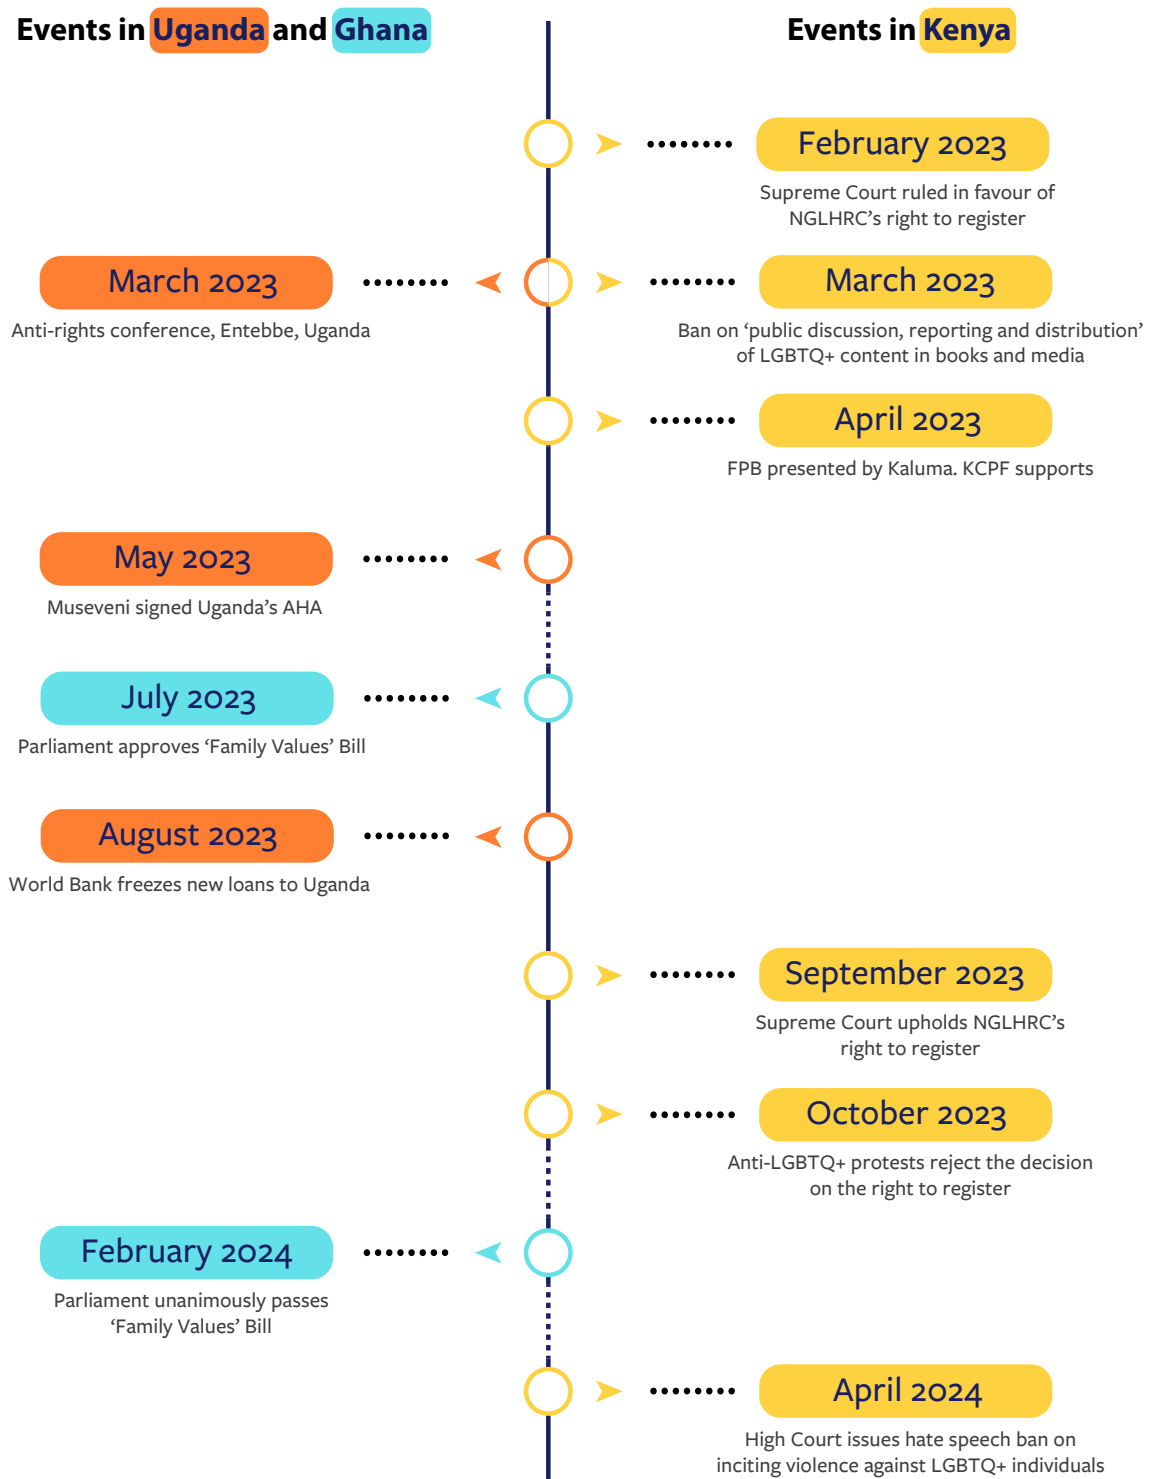 Events in Uganda and Ghana
Events in Kenya
February 2023
Supreme Court ruled in favour of
NGLHRC’s right to register
March 2023
Anti-rights conference, Entebbe, Uganda
March 2023
Ban on ‘public discussion, reporting and distribution’
of LGBTQ+ content in books and media
April 2023
FPB presented by Kaluma. KCPF supports
May 2023
Museveni signed Uganda’s AHA
July 2023
Parliament approves ‘Family Values’ Bill
August 2023
World Bank freezes new loans to Uganda
September 2023
Supreme Court upholds NGLHRC’s
right to register
October 2023
Anti-LGBTQ+ protests reject the decision
on the right to register
February 2024
Parliament unanimously passes
‘Family Values’ Bill
April 2024
High Court issues hate speech ban on
inciting violence against LGBTQ+ individuals